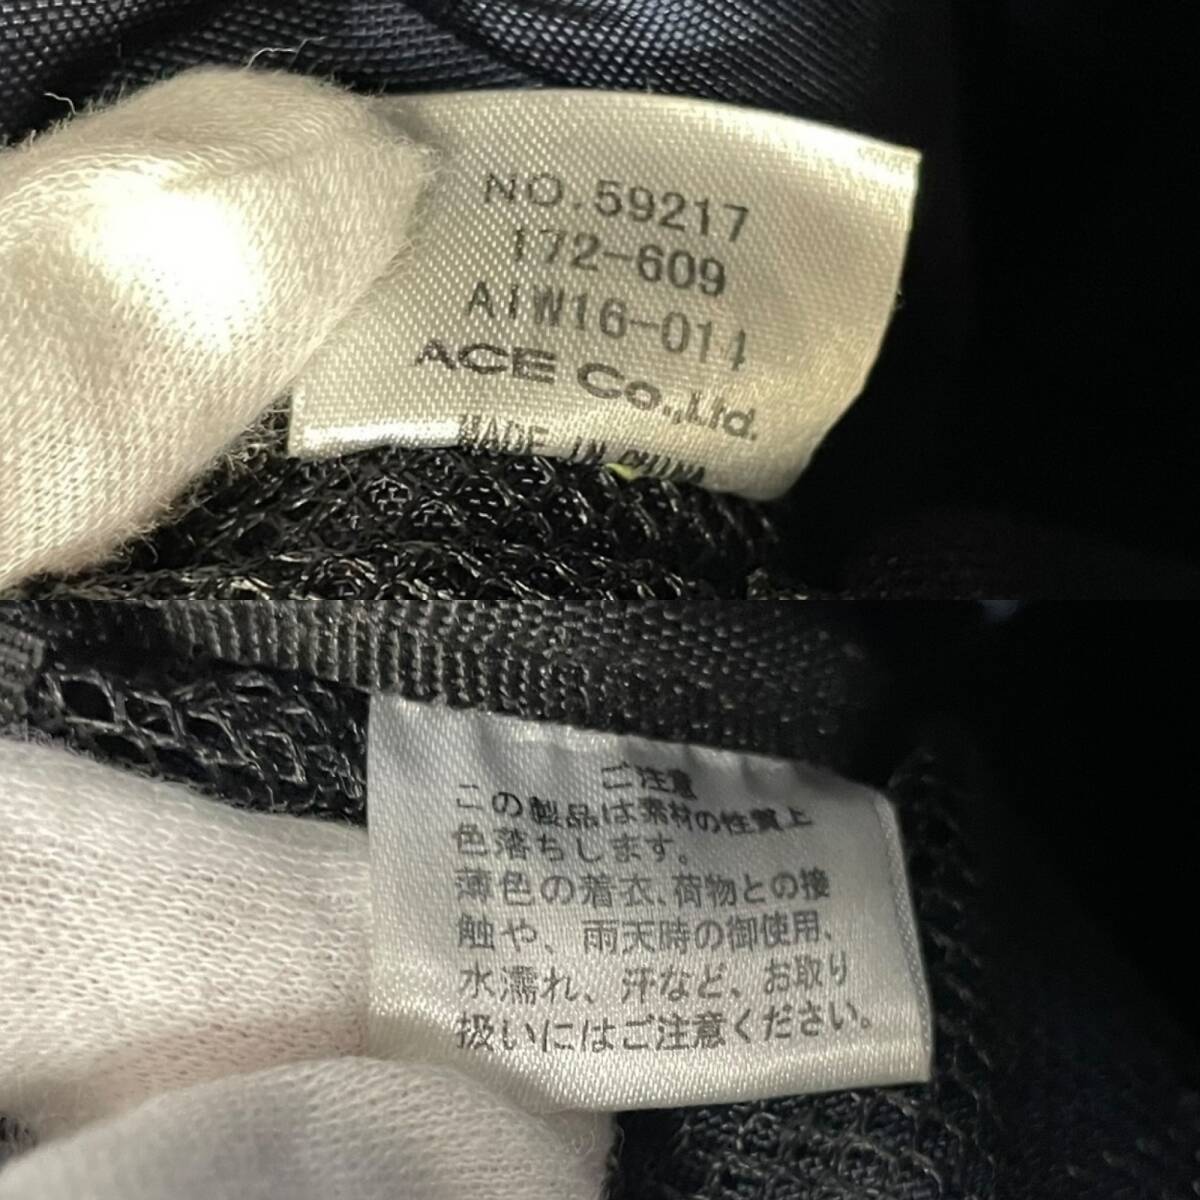 NO.59217
172-609
AIW16-014
ACE Co.,Ltd.
MADE IN CHINA
ご注意
この製品は素材の性質上
色落ちします。
薄色の着衣、荷物との接
触や、雨天時の御使用、
水濡れ、汗など、お取り
扱いにはご注意ください。